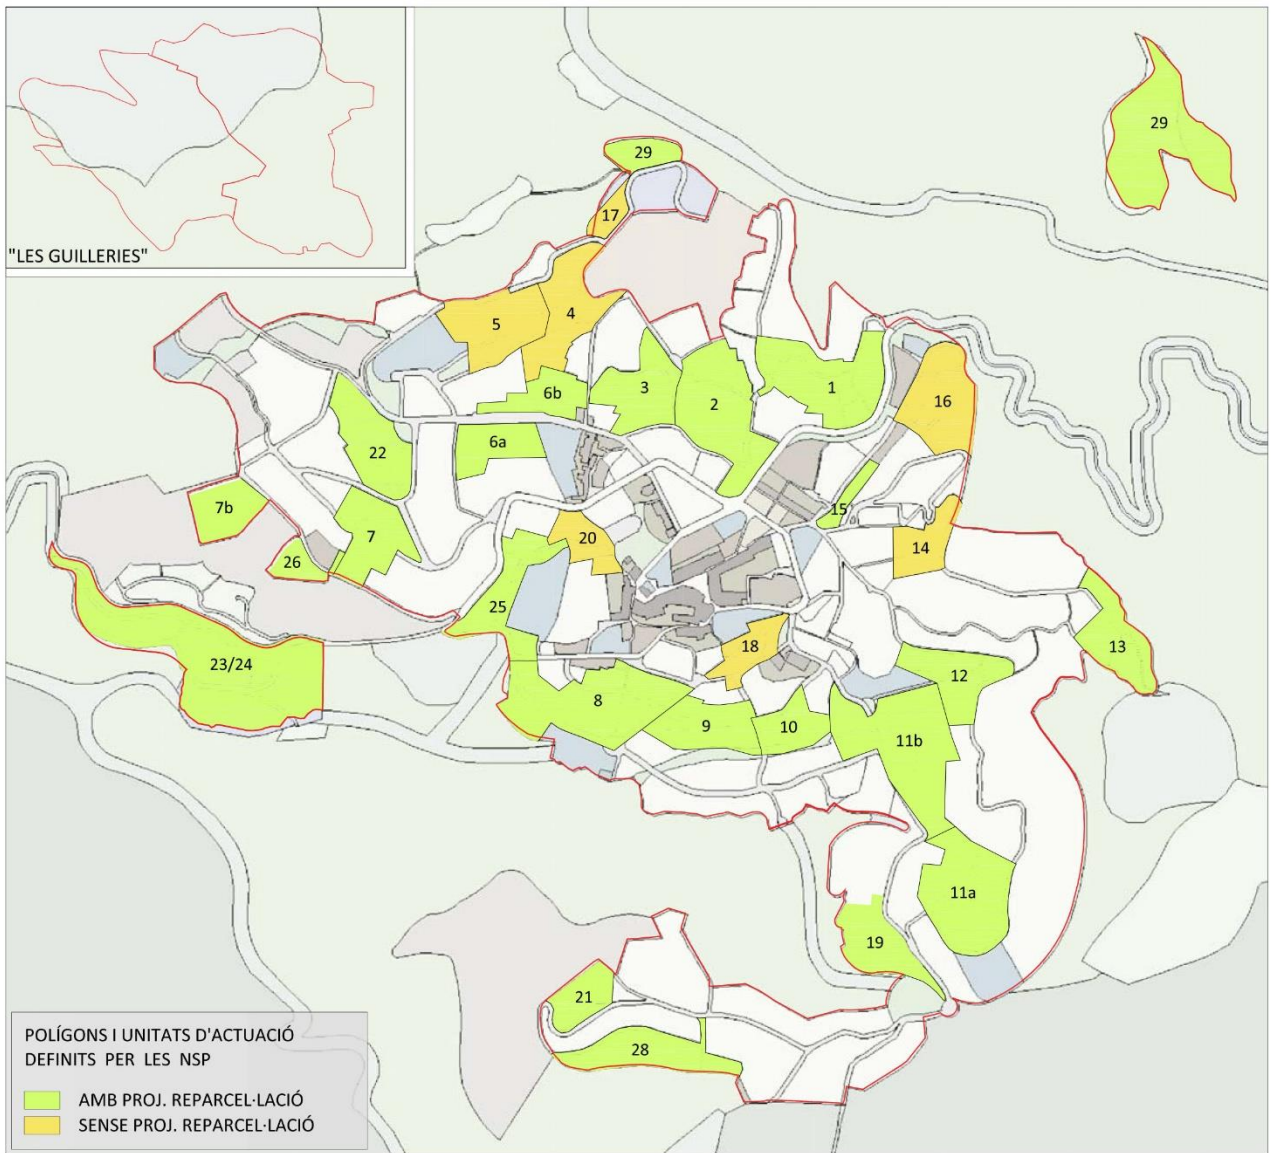 "LES GUILLERIES"
29
29
17
5
4
6b
3
2
1
16
22
6a
7b
7
15
20
14
26
25
23/24
18
13
12
8
9
10
11b
11a
19
21
28
POLÍGONS I UNITATS D'ACTUACIÓ
DEFINITS PER LES NSP
AMB PROJ. REPARCEL·LACIÓ
SENSE PROJ. REPARCEL·LACIÓ